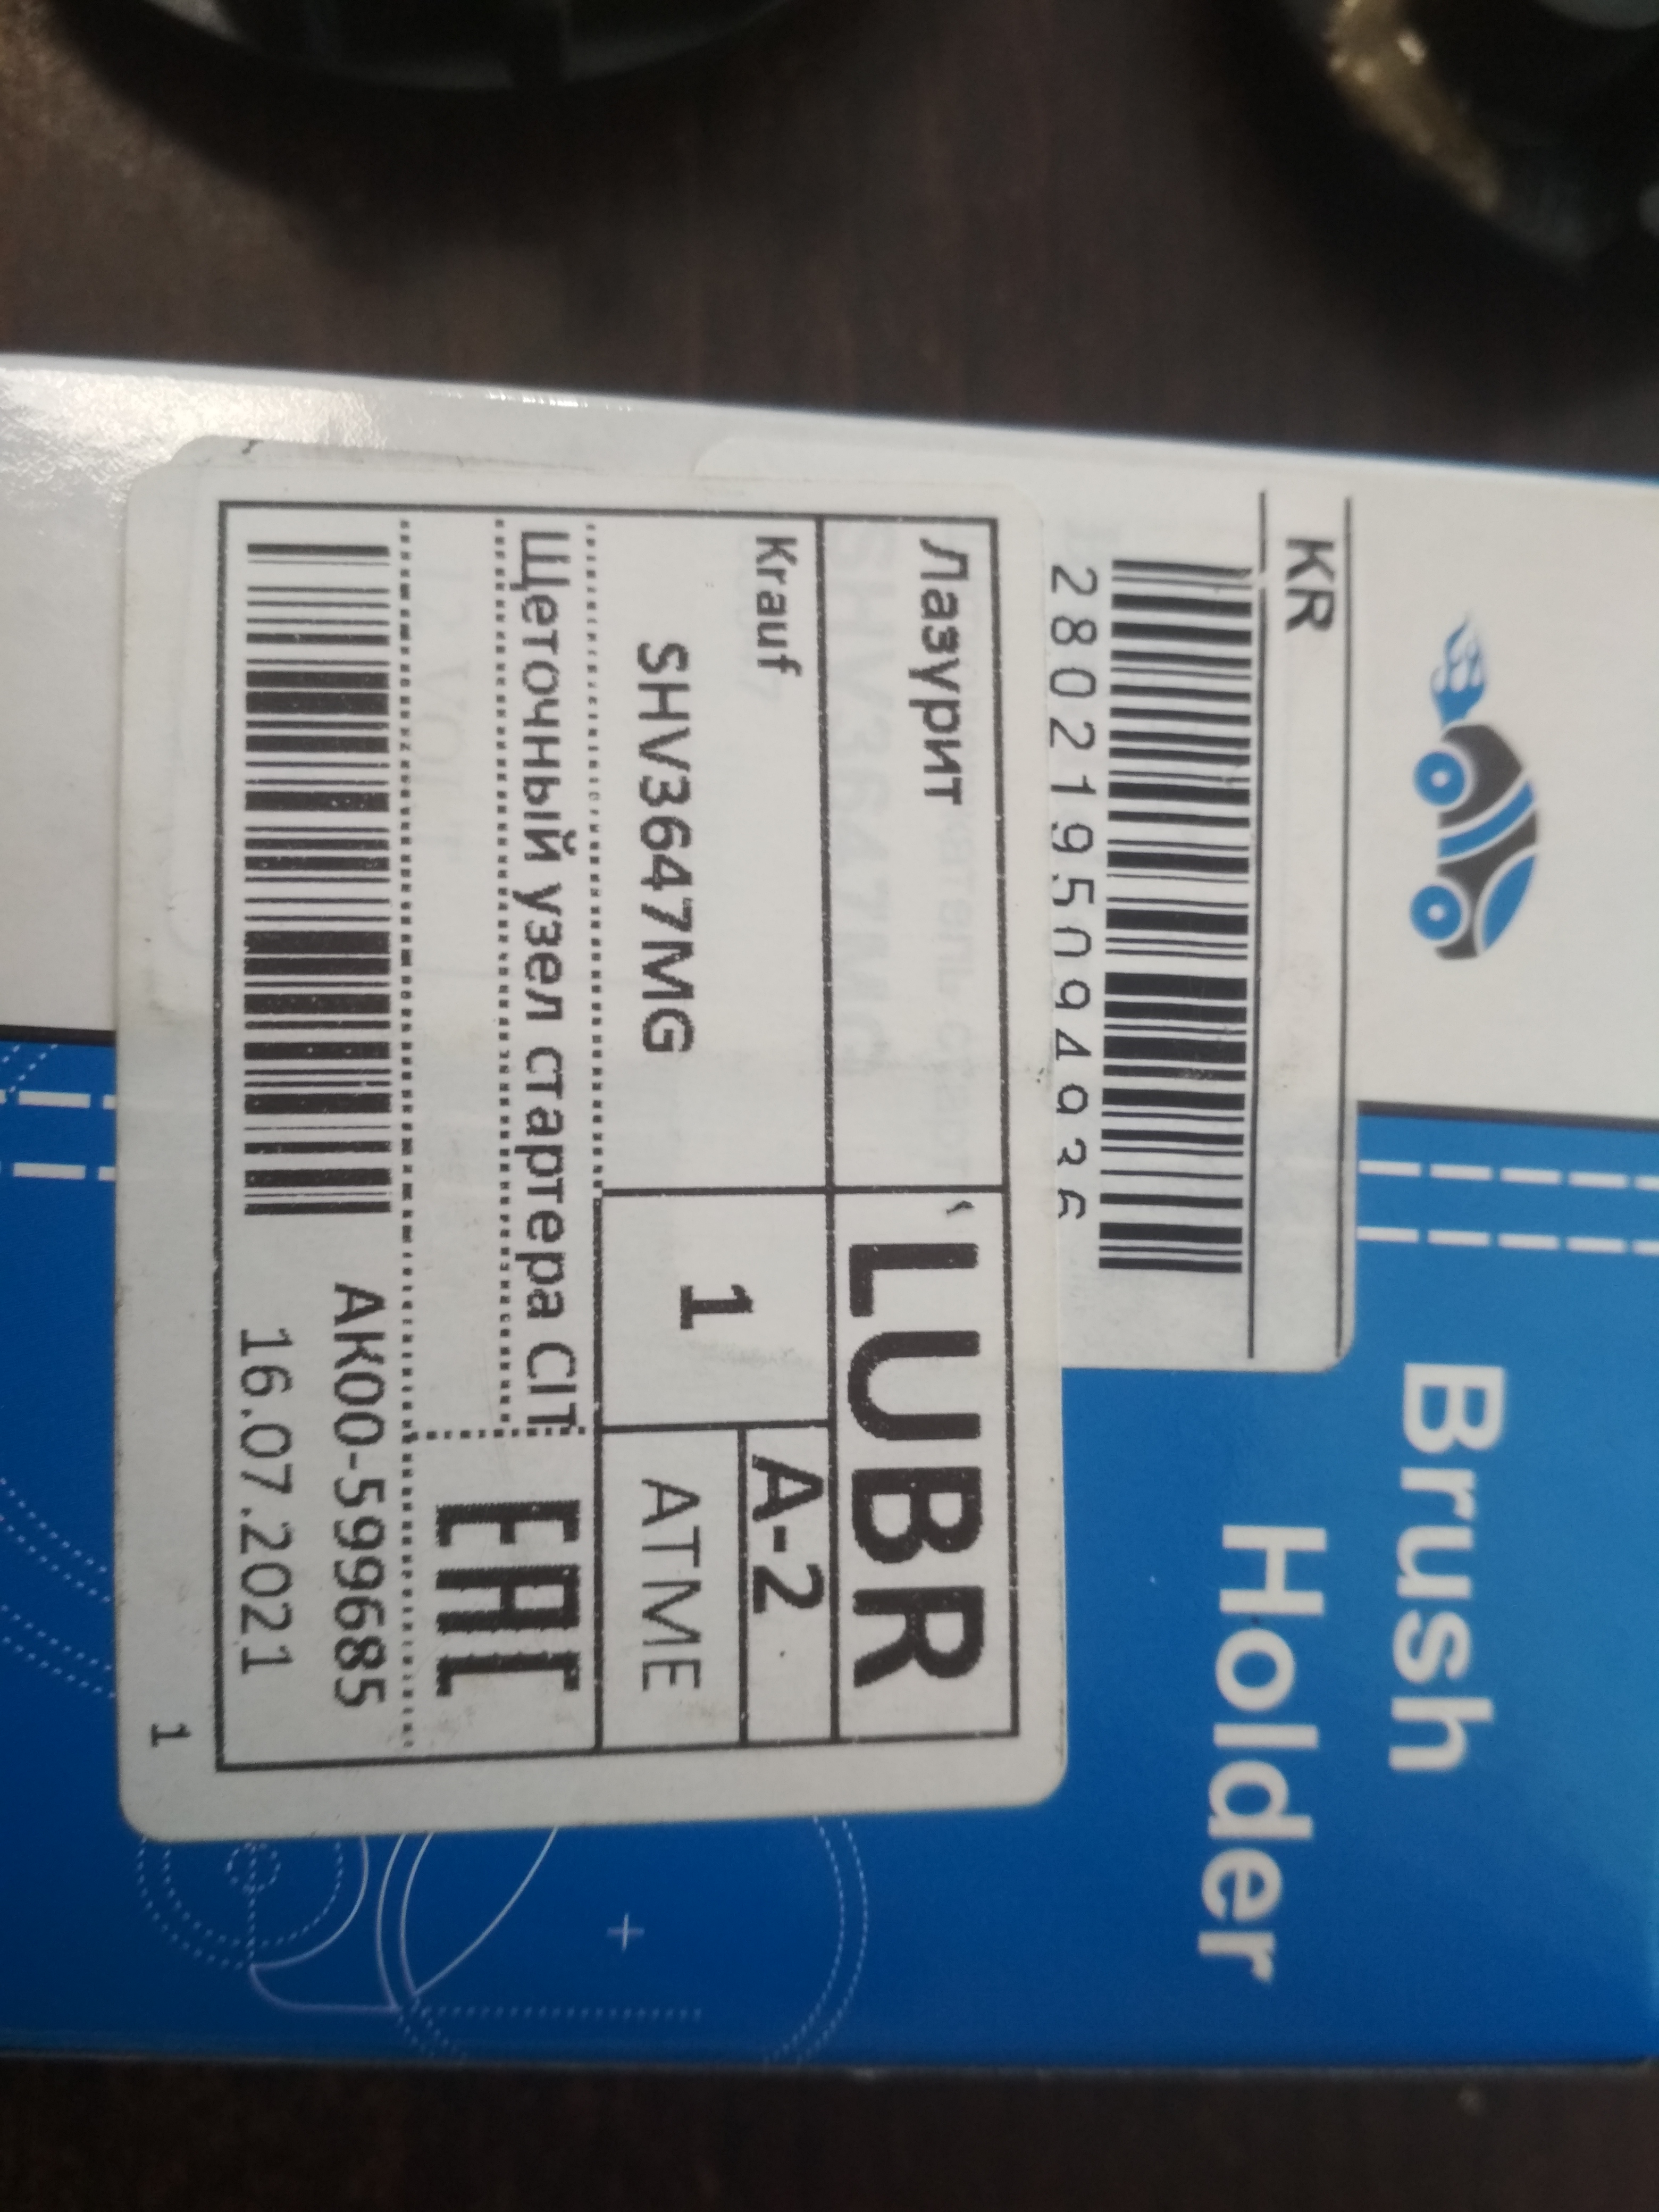 KR
2802195094936
Brush
Holder
Лазурит
LUBR
Krauf
SHV3647MG
1
A-2
ATME
Щеточный узел стартера CIT
EAC
AK00-599685
16.07.2021
1